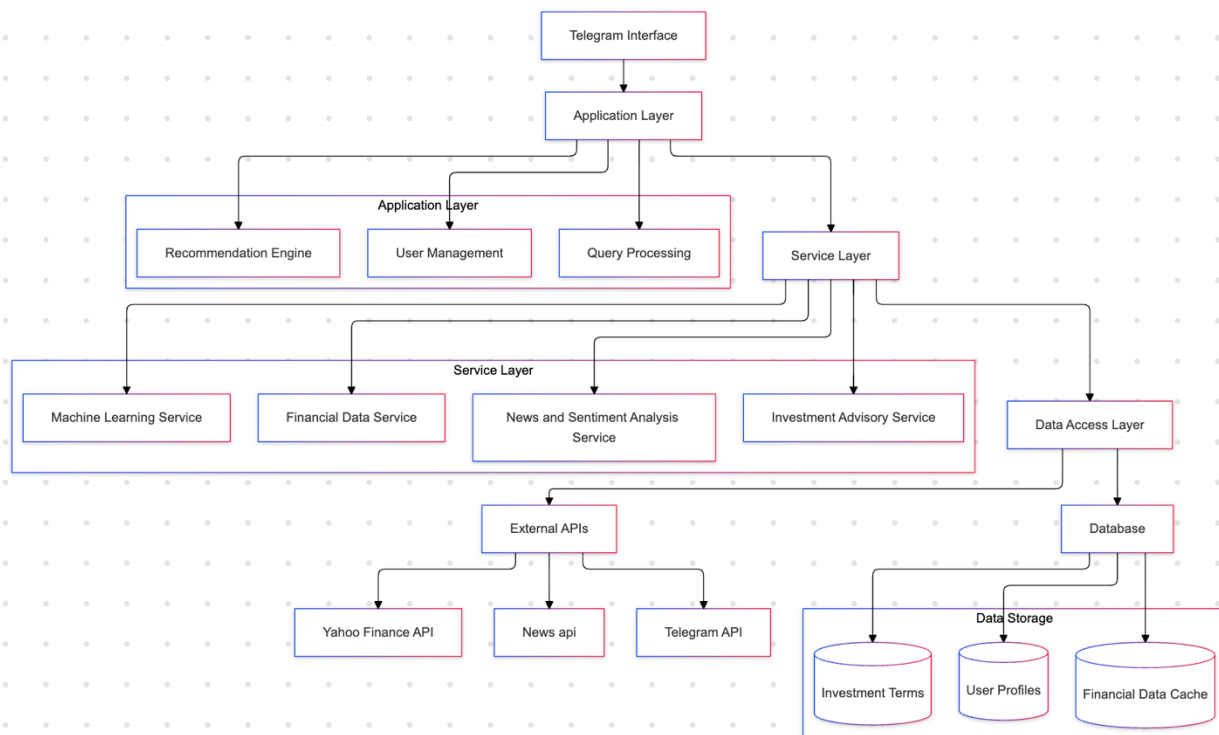 Telegram Interface
Application Layer
Application Layer
Recommendation Engine
User Management
Query Processing
Service Layer
Service Layer
Machine Learning Service
Financial Data Service
News and Sentiment Analysis
Service
Investment Advisory Service
Data Access Layer
External APIs
Database
Yahoo Finance API
News api
Telegram API
Data Storage
Investment Terms
User Profiles
Financial Data Cache